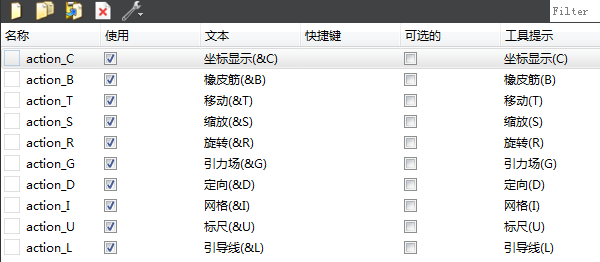 Filter
名称 使用 文本 快捷键 可选的 工具提示
action_C 坐标显示(&C) 坐标显示(C)
action_B 橡皮筋(&B) 橡皮筋(B)
action_T 移动(&T) 移动(T)
action_S 缩放(&S) 缩放(S)
action_R 旋转(&R) 旋转(R)
action_G 引力场(&G) 引力场(G)
action_D 定向(&D) 定向(D)
action_I 网格(&I) 网格(I)
action_U 标尺(&U) 标尺(U)
action_L 引导线(&L) 引导线(L)